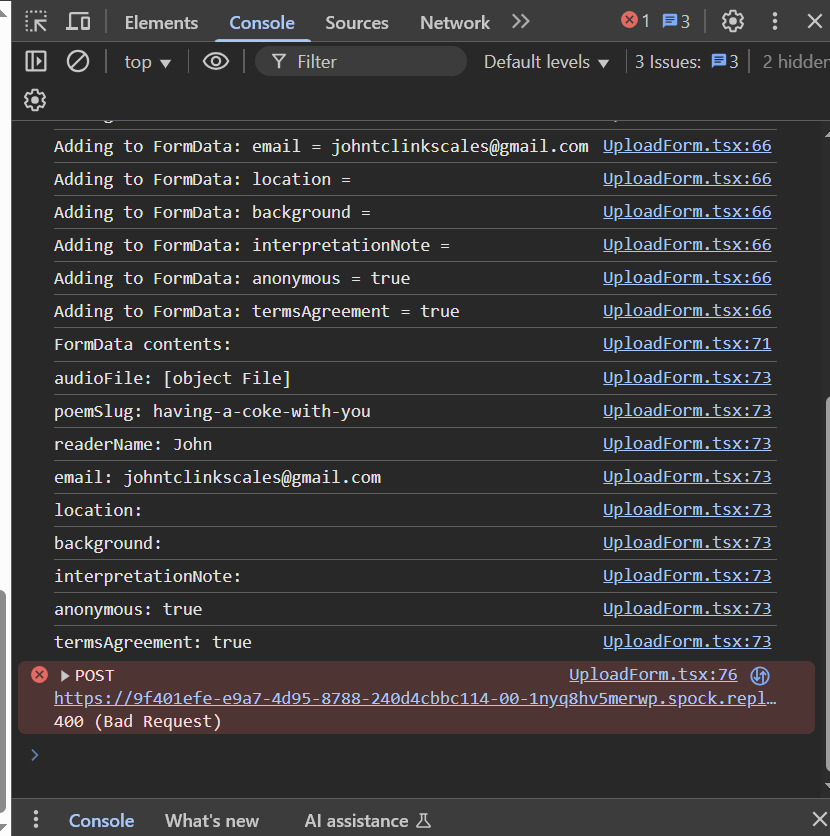 Elements Console Sources Network 1 3
top Filter Default levels 3 Issues: 3 2 hidden
Adding to FormData: email = johntclinkscales@gmail.com UploadForm.tsx:66
Adding to FormData: location = UploadForm.tsx:66
Adding to FormData: background = UploadForm.tsx:66
Adding to FormData: interpretationNote = UploadForm.tsx:66
Adding to FormData: anonymous = true UploadForm.tsx:66
Adding to FormData: termsAgreement = true UploadForm.tsx:66
FormData contents: UploadForm.tsx:71
audioFile: [object File] UploadForm.tsx:73
poemSlug: having-a-coke-with-you UploadForm.tsx:73
readerName: John UploadForm.tsx:73
email: johntclinkscales@gmail.com UploadForm.tsx:73
location: UploadForm.tsx:73
background: UploadForm.tsx:73
interpretationNote: UploadForm.tsx:73
anonymous: true UploadForm.tsx:73
termsAgreement: true UploadForm.tsx:73
POST UploadForm.tsx:76
https://9f401efe-e9a7-4d95-8788-240d4cbbc114-00-1nyq8hv5merwp.spock.repl…
400 (Bad Request)
Console What's new AI assistance